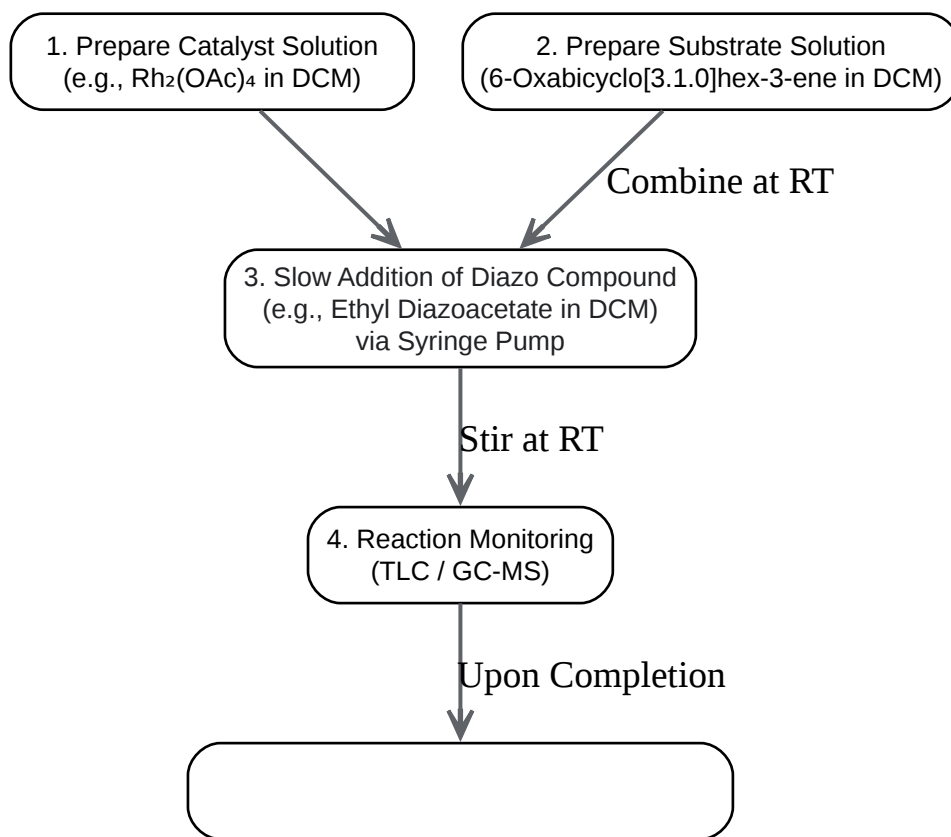 1. Prepare Catalyst Solution
(e.g., Rh₂(OAc)₄ in DCM)
2. Prepare Substrate Solution
(6-Oxabicyclo[3.1.0]hex-3-ene in DCM)
Combine at RT
3. Slow Addition of Diazo Compound
(e.g., Ethyl Diazoacetate in DCM)
via Syringe Pump
Stir at RT
4. Reaction Monitoring
(TLC / GC-MS)
Upon Completion